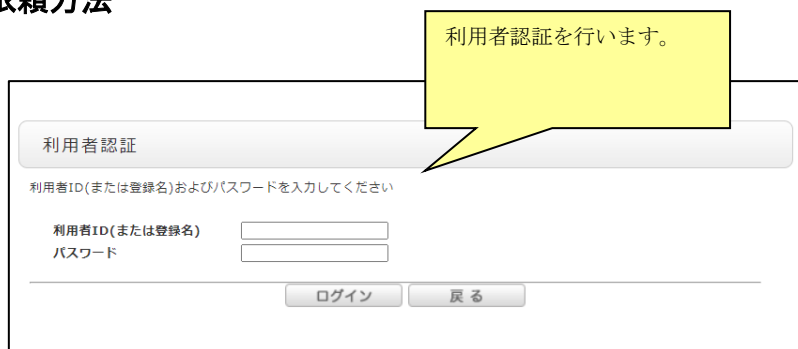 依頼方法
利用者認証を行います。
利用者認証
利用者ID(または登録名)およびパスワードを入力してください
利用者ID(または登録名)
パスワード
ログイン
戻る